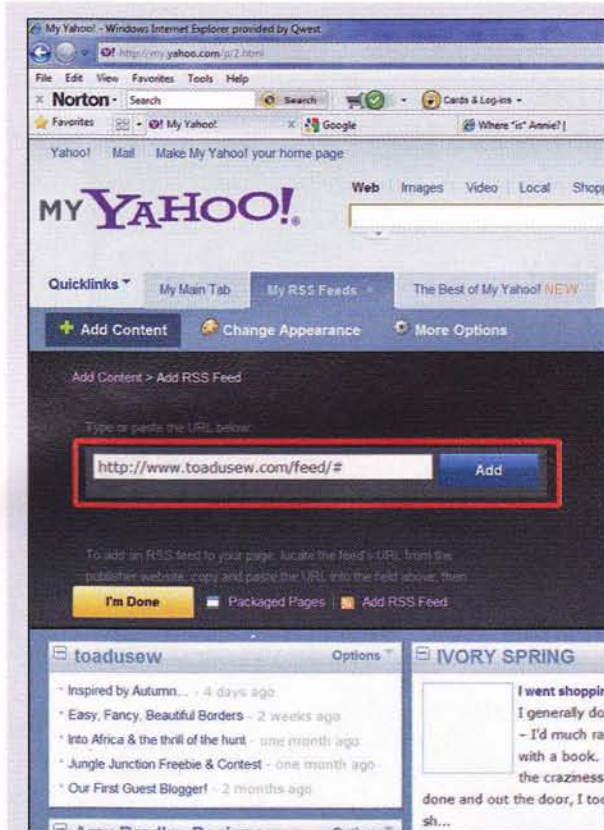 My Yahoo! - Windows Internet Explorer provided by Qwest
http://my.yahoo.com/p/2.html
File Edit View Favorites Tools Help
× Norton - Search Search Cards & Log-ins
Favorites My Yahoo! × Google Where "is" Annie? |
Yahoo! Mail Make My Yahoo! your home page
MY YAHOO!®
Web Images Video Local Shopp
Quicklinks My Main Tab My RSS Feeds The Best of My Yahoo! NEW
Add Content Change Appearance More Options
Add Content > Add RSS Feed
Type or paste the URL below:
http://www.toadusew.com/feed/# Add
To add an RSS feed to your page, locate the feed's URL from the
publisher website, copy and paste the URL into the field above, then
I'm Done Packaged Pages | Add RSS Feed
toadusew Options
Inspired by Autumn... - 4 days ago
Easy, Fancy, Beautiful Borders - 2 weeks ago
Into Africa & the thrill of the hunt - one month ago
Jungle Junction Freebie & Contest - one month ago
Our First Guest Blogger! - 2 months ago
IVORY SPRING
I went shoppin
I generally do
– I'd much ra
with a book.
the craziness
done and out the door, I too
sh...